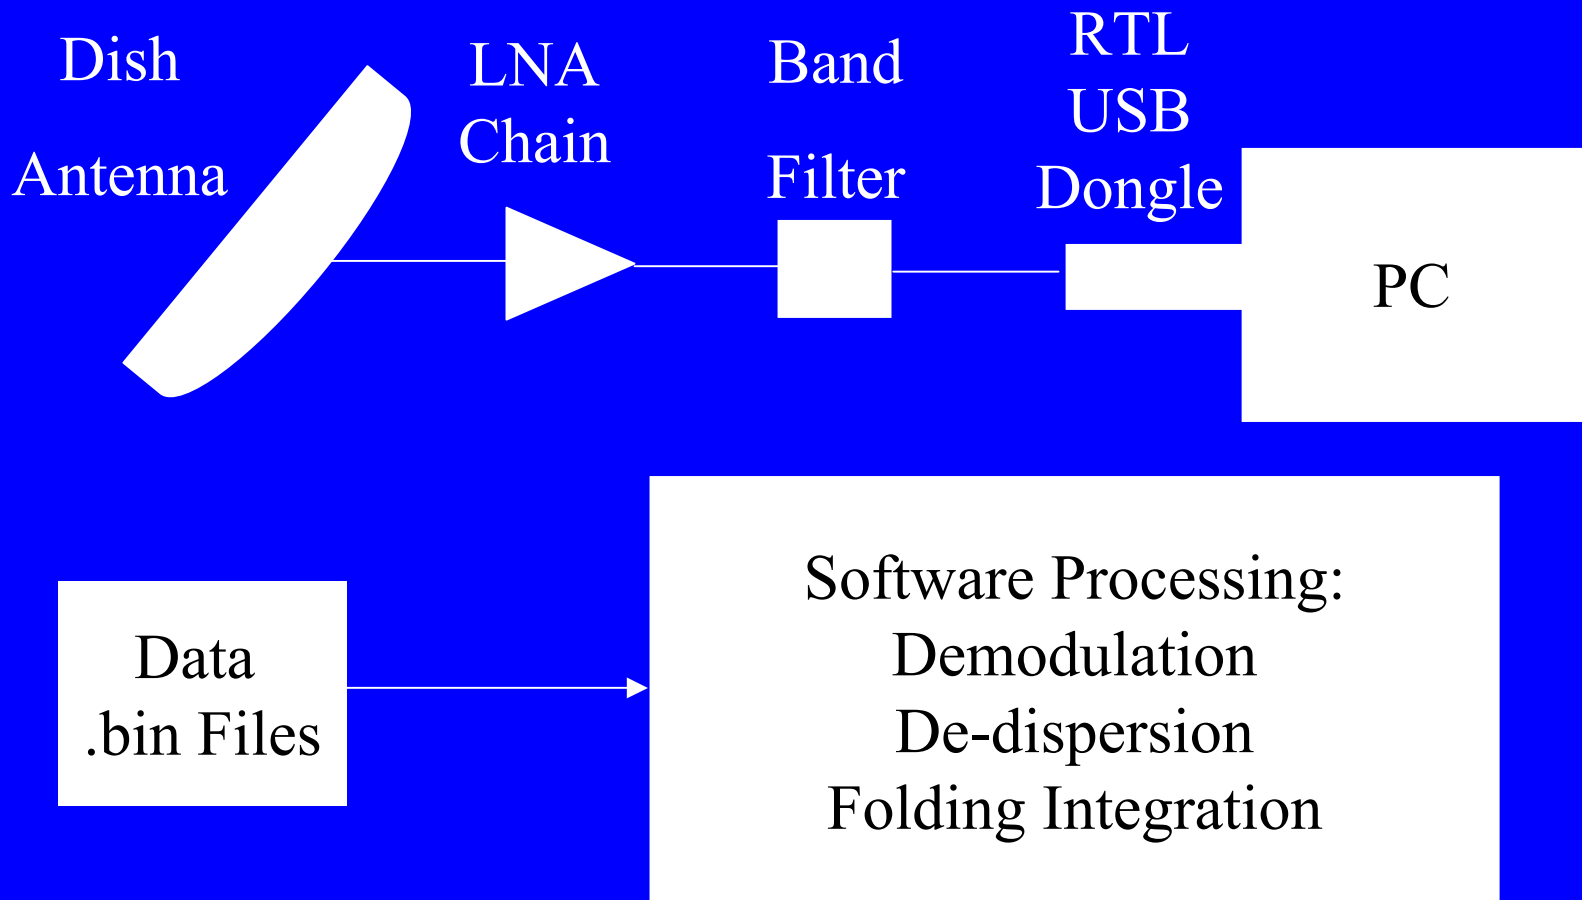 Dish
Antenna
LNA
Chain
Band
Filter
RTL
USB
Dongle
PC
Data
.bin Files
Software Processing:
Demodulation
De-dispersion
Folding Integration